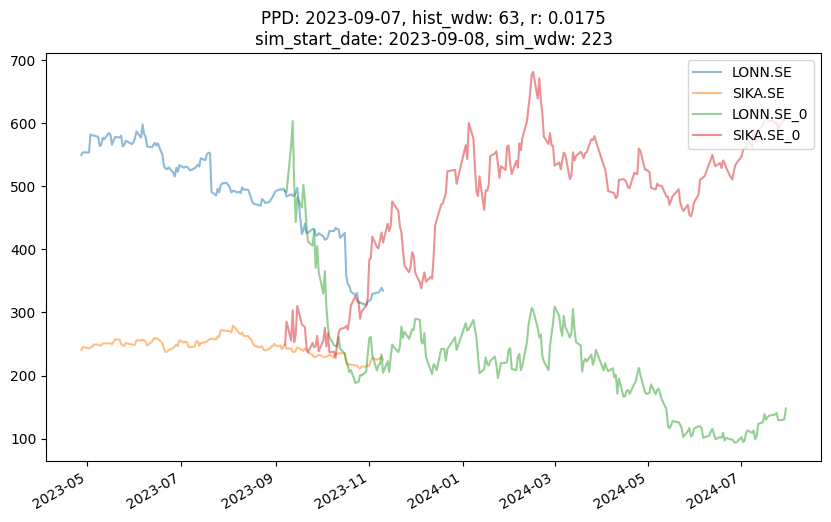 PPD: 2023-09-07, hist_wdw: 63, r: 0.0175
sim_start_date: 2023-09-08, sim_wdw: 223
700
600
500
400
300
200
100
LONN.SE
SIKA.SE
LONN.SE_0
SIKA.SE_0
2023-05
2023-07
2023-09
2023-11
2024-01
2024-03
2024-05
2024-07